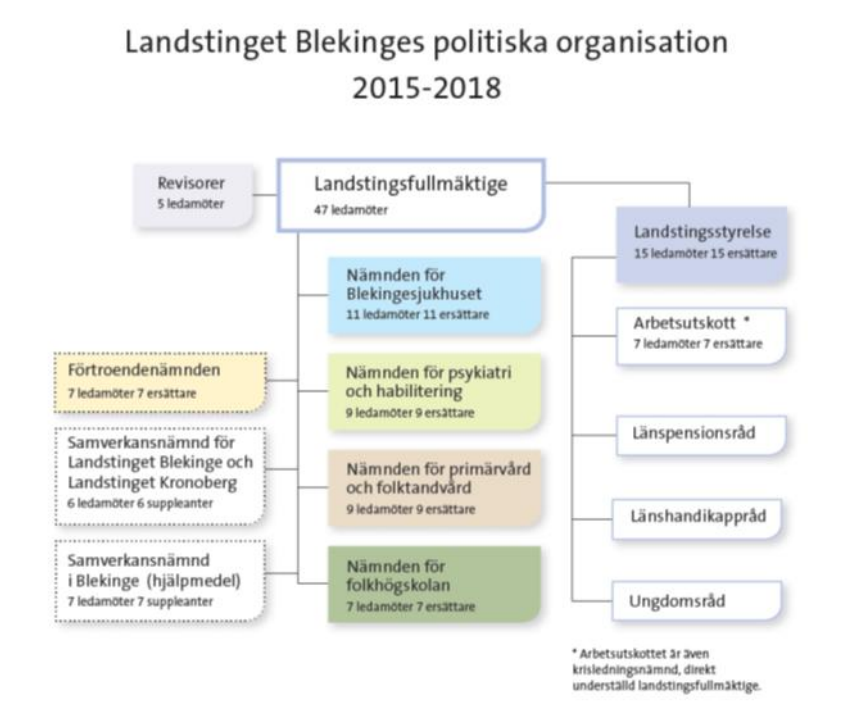 Landstinget Blekinges politiska organisation
2015-2018
Revisorer
5 ledamöter
Landstingsfullmäktige
47 ledamöter
Landstingsstyrelse
15 ledamöter 15 ersättare
Nämnden för
Blekingesjukhuset
11 ledamöter 11 ersättare
Arbetsutskott *
7 ledamöter 7 ersättare
Förtroendenämnden
7 ledamöter 7 ersättare
Nämnden för psykiatri
och habilitering
9 ledamöter 9 ersättare
Länspensionsråd
Samverkansnämnd för
Landstinget Blekinge och
Landstinget Kronoberg
6 ledamöter 6 suppleanter
Nämnden för primärvård
och folktandvård
9 ledamöter 9 ersättare
Länshandikappråd
Samverkansnämnd
i Blekinge (hjälpmedel)
7 ledamöter 7 suppleanter
Nämnden för
folkhögskolan
7 ledamöter 7 ersättare
Ungdomsråd
* Arbetsutskottet är även
krisledningsnämnd, direkt
underställd landstingsfullmäktige.